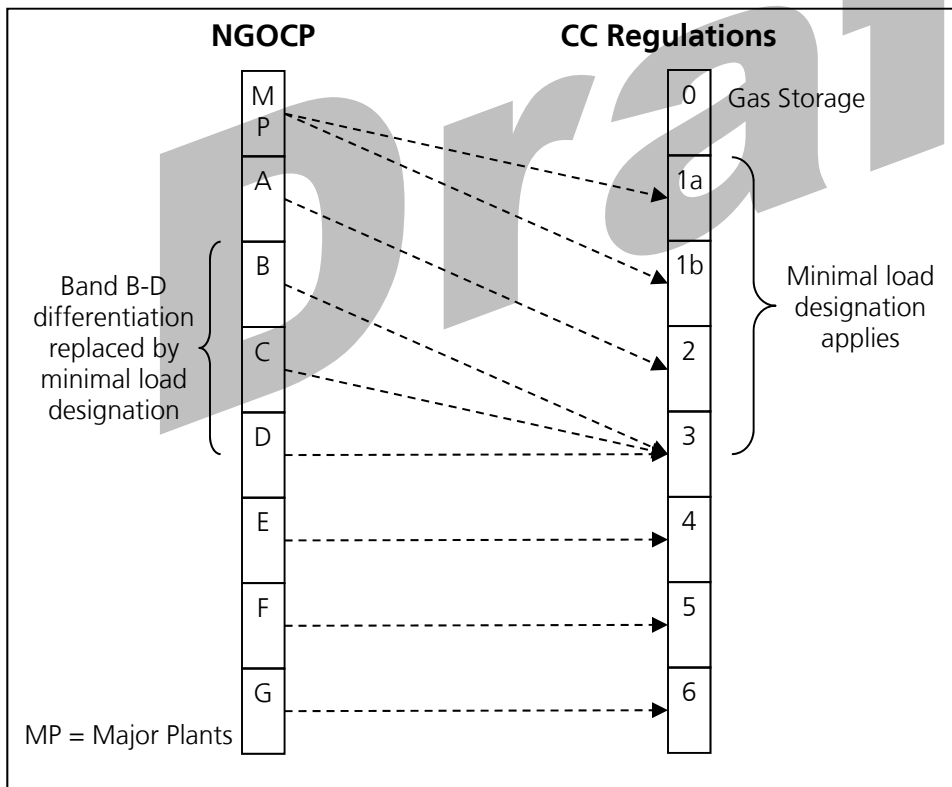 NGOCP
CC Regulations
M
P
A
B
C
D
E
F
G
Band B-D
differentiation
replaced by
minimal load
designation
MP = Major Plants
0
Gas Storage
1a
1b
2
3
4
5
6
Minimal load
designation
applies